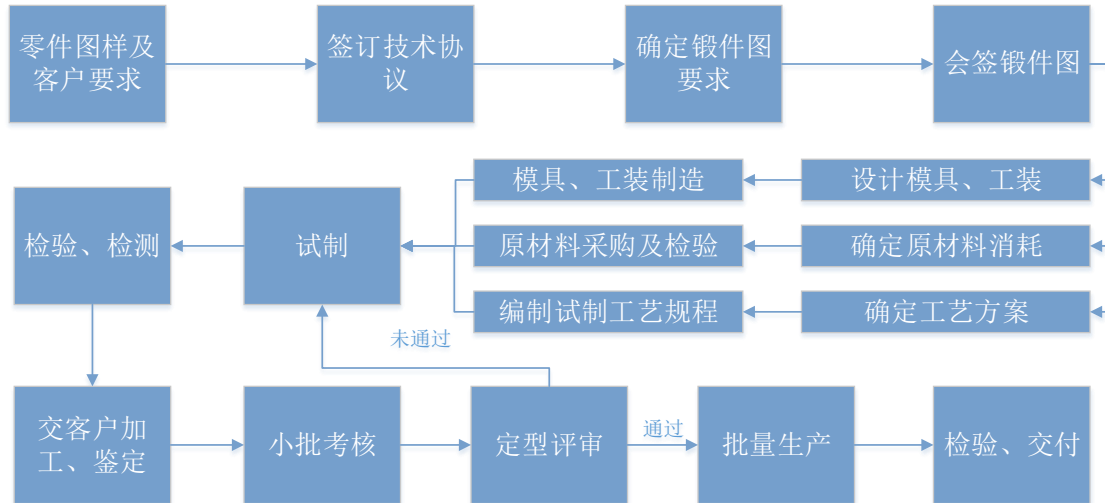 零件图样及
客户要求
签订技术协
议
确定锻件图
要求
会签锻件图
模具、工装制造
设计模具、工装
检验、检测
试制
原材料采购及检验
确定原材料消耗
编制试制工艺规程
确定工艺方案
未通过
交客户加
工、鉴定
小批考核
定型评审
通过
批量生产
检验、交付